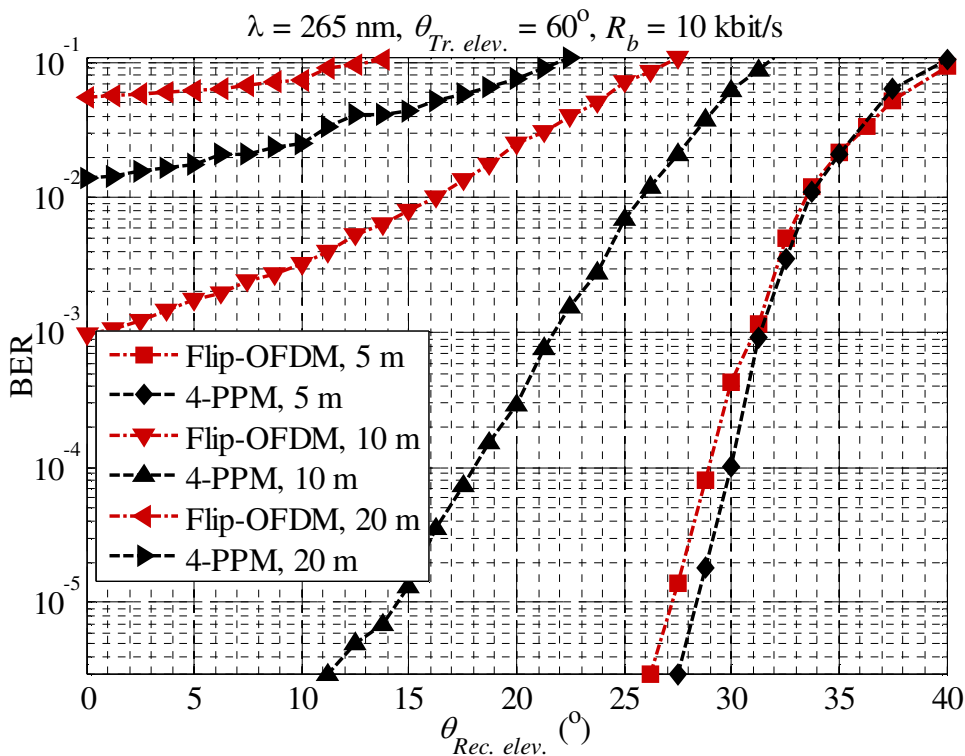 λ = 265 nm, θTr. elev. = 60°, Rb = 10 kbit/s
10-1
10-2
10-3
10-4
10-5
BER
Flip-OFDM, 5 m
4-PPM, 5 m
Flip-OFDM, 10 m
4-PPM, 10 m
Flip-OFDM, 20 m
4-PPM, 20 m
0 5 10 15 20 25 30 35 40
θRec. elev. (°)